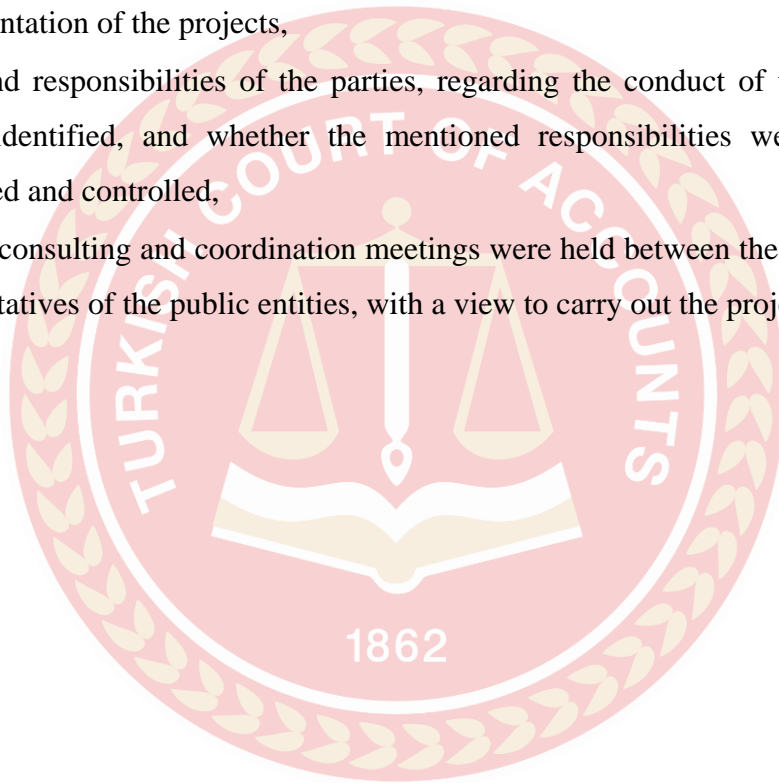 ntation of the projects,
nd responsibilities of the parties, regarding the conduct of
identified, and whether the mentioned responsibilities we
ed and controlled,
consulting and coordination meetings were held between the
tatives of the public entities, with a view to carry out the proj
TURKISH COURT OF ACCOUNTS
1862